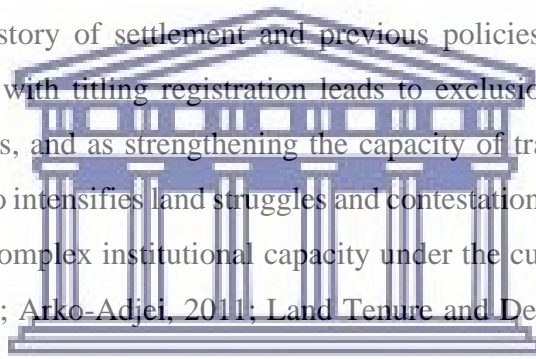 story of settlement and previous policies
with titling registration leads to exclusio
s, and as strengthening the capacity of tra
o intensifies land struggles and contestation
omplex institutional capacity under the cu
; Arko-Adjei, 2011; Land Tenure and De